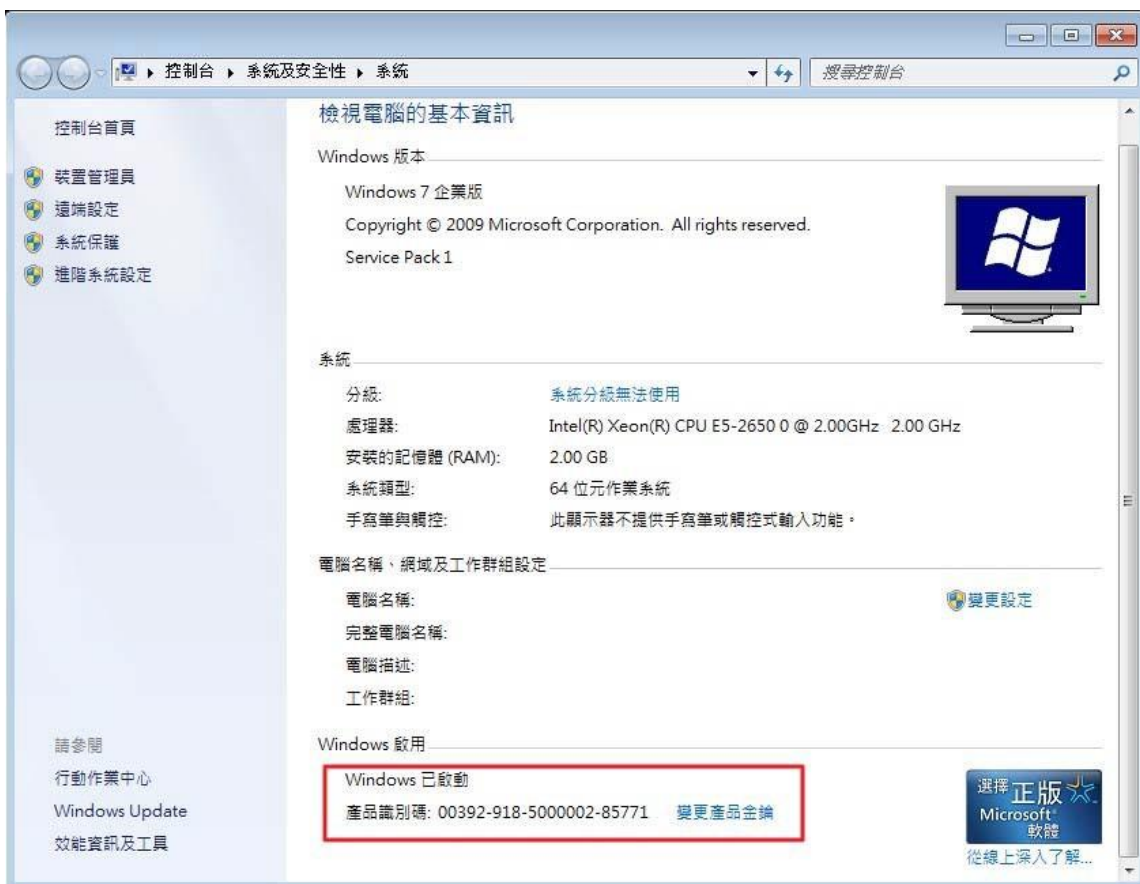 控制台 ▸ 系統及安全性 ▸ 系統
搜尋控制台
控制台首頁
裝置管理員
遠端設定
系統保護
進階系統設定
請參閱
行動作業中心
Windows Update
效能資訊及工具
檢視電腦的基本資訊
Windows 版本
Windows 7 企業版
Copyright © 2009 Microsoft Corporation. All rights reserved.
Service Pack 1
系統
分級: 系統分級無法使用
處理器: Intel(R) Xeon(R) CPU E5-2650 0 @ 2.00GHz 2.00 GHz
安裝的記憶體 (RAM): 2.00 GB
系統類型: 64 位元作業系統
手寫筆與觸控: 此顯示器不提供手寫筆或觸控式輸入功能。
電腦名稱、網域及工作群組設定
電腦名稱: 變更設定
完整電腦名稱:
電腦描述:
工作群組:
Windows 啟用
Windows 已啟動
產品識別碼: 00392-918-5000002-85771 變更產品金鑰
選擇 正版
Microsoft
軟體
從線上深入了解...